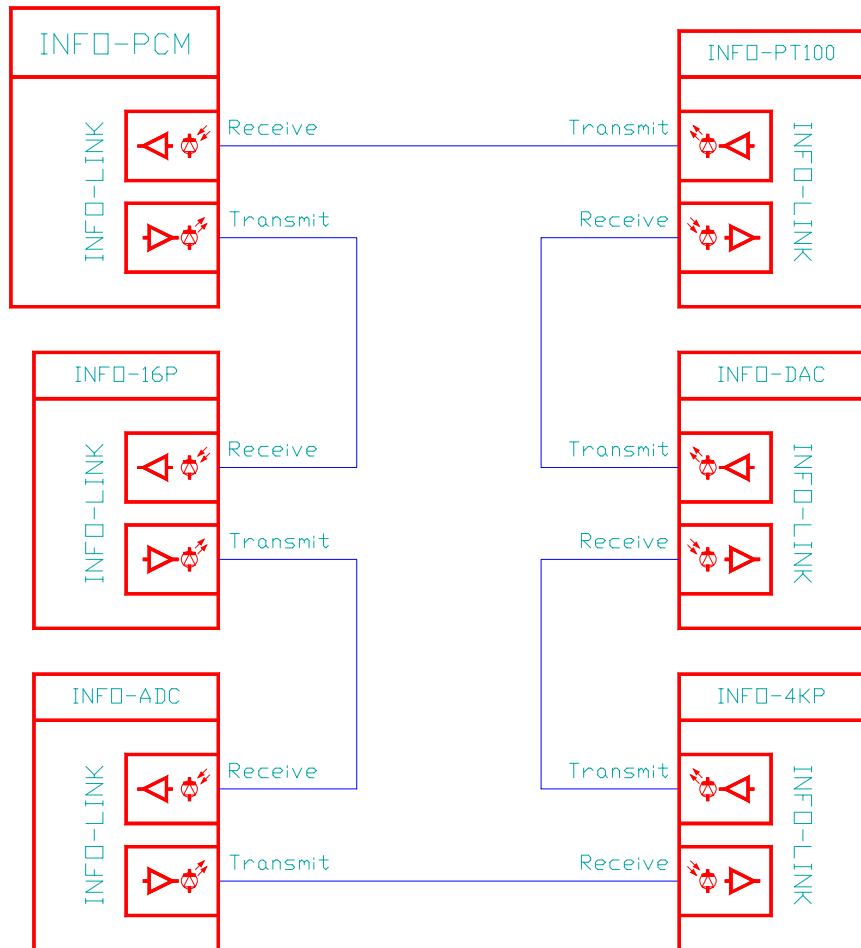 INFO-PCM
INFO-PT100
INFO-LINK
Receive
Transmit
INFO-LINK
Transmit
Receive
INFO-16P
INFO-DAC
INFO-LINK
Receive
Transmit
INFO-LINK
Transmit
Receive
INFO-ADC
INFO-4KP
INFO-LINK
Receive
Transmit
INFO-LINK
Transmit
Receive